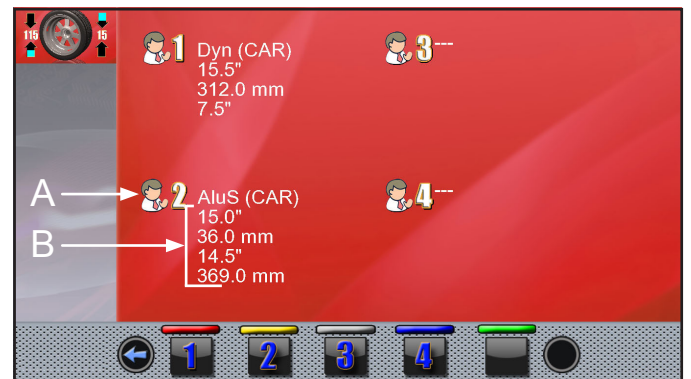 115
15
1 Dyn (CAR)
15.5"
312.0 mm
7.5"
3 ---
A
2 AluS (CAR)
B
15.0"
36.0 mm
14.5"
369.0 mm
4 ---
1 2 3 4